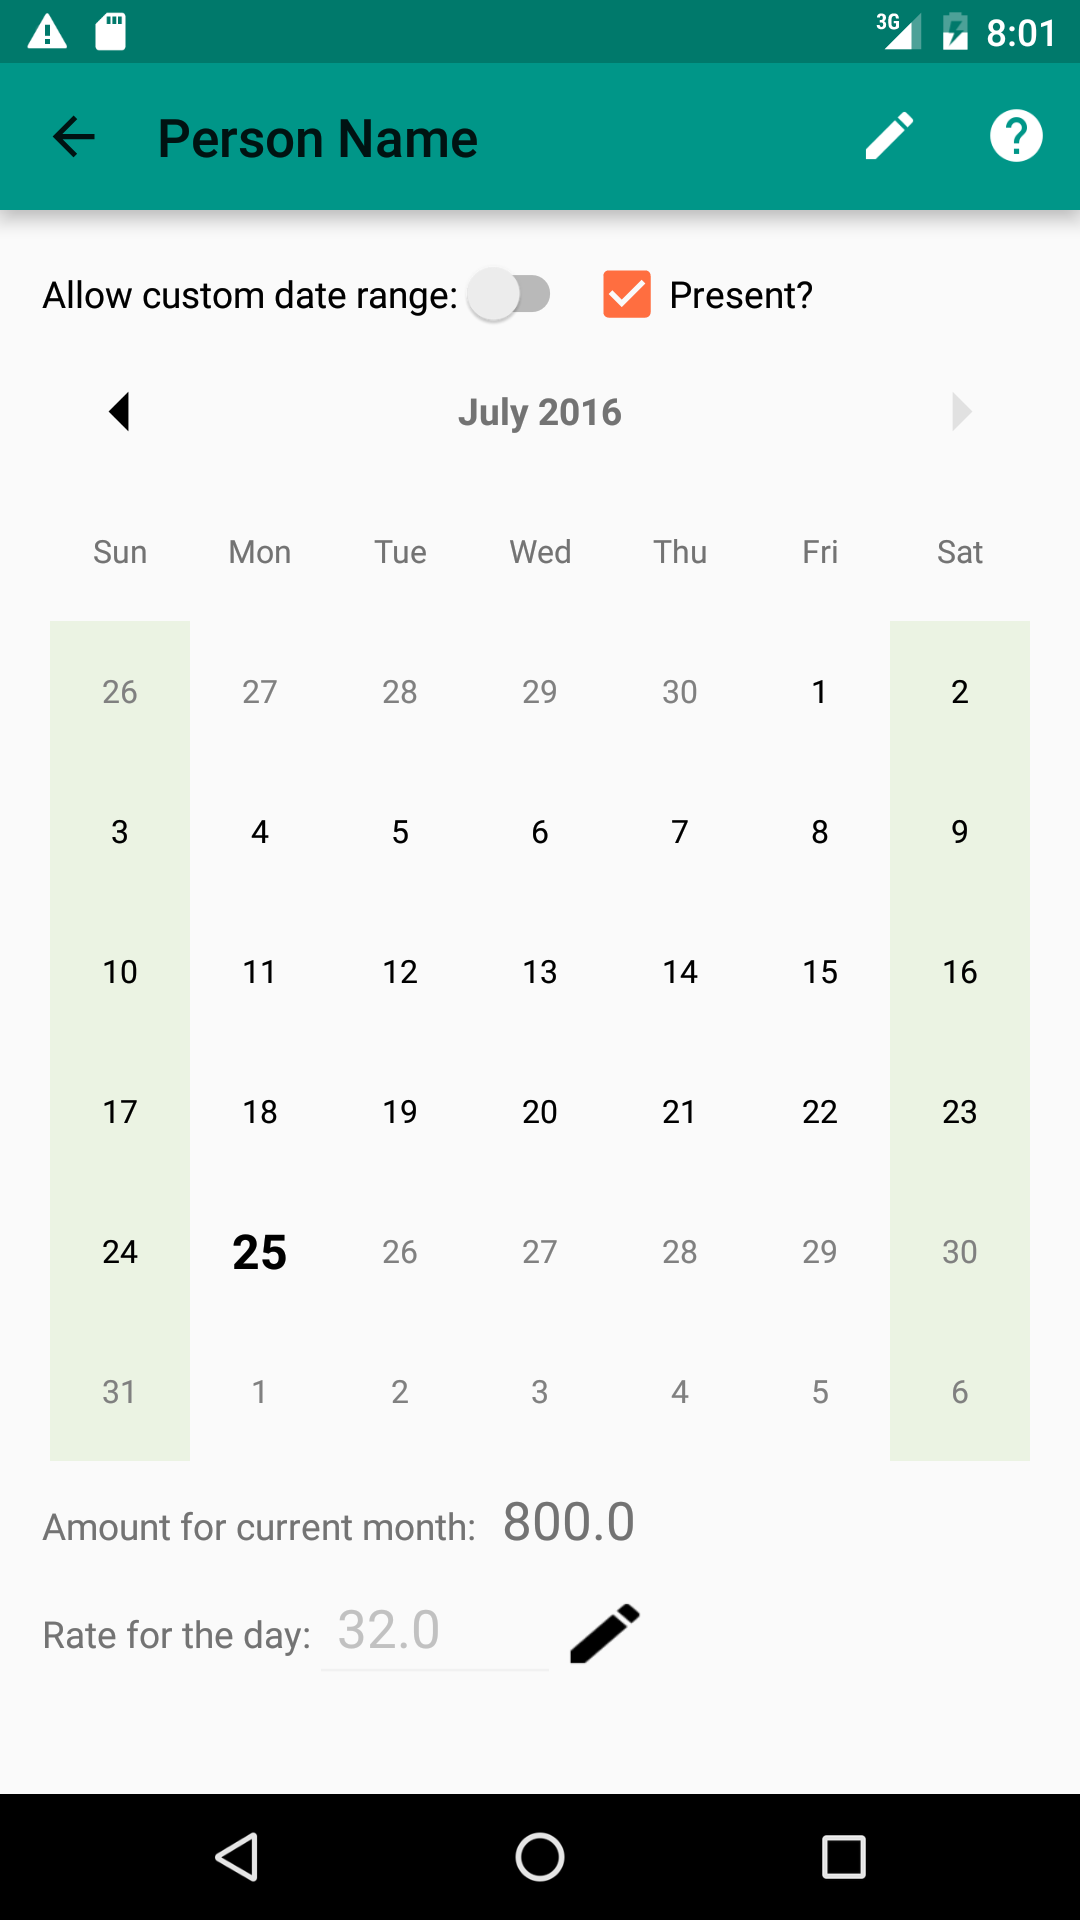 3G 8:01
Person Name
Allow custom date range: Present?
July 2016
Sun Mon Tue Wed Thu Fri Sat
26 27 28 29 30 1 2
3 4 5 6 7 8 9
10 11 12 13 14 15 16
17 18 19 20 21 22 23
24 25 26 27 28 29 30
31 1 2 3 4 5 6
Amount for current month: 800.0
Rate for the day: 32.0